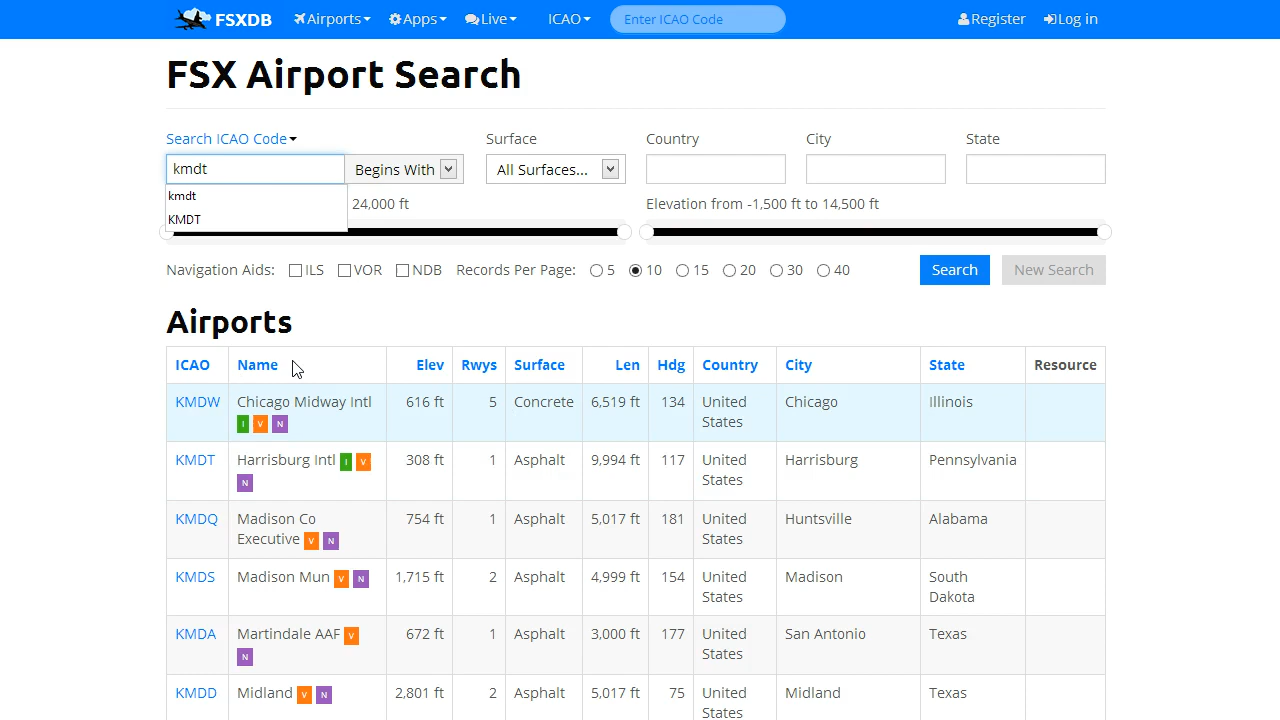 FSXDB Airports Apps Live ICAO Enter ICAO Code Register Log in
FSX Airport Search
Search ICAO Code Surface Country City State
kmdt Begins With All Surfaces...
kmdt
24,000 ft Elevation from -1,500 ft to 14,500 ft
KMDT
Navigation Aids: ILS VOR NDB Records Per Page: 5 10 15 20 30 40 Search New Search
Airports
ICAO Name Elev Rwys Surface Len Hdg Country City State Resource
KMDW Chicago Midway Intl 616 ft 5 Concrete 6,519 ft 134 United Chicago Illinois
I V N States
KMDT Harrisburg Intl I V 308 ft 1 Asphalt 9,994 ft 117 United Harrisburg Pennsylvania
N States
KMDQ Madison Co 754 ft 1 Asphalt 5,017 ft 181 United Huntsville Alabama
Executive V N States
KMDS Madison Mun V N 1,715 ft 2 Asphalt 4,999 ft 154 United Madison South
States Dakota
KMDA Martindale AAF V 672 ft 1 Asphalt 3,000 ft 177 United San Antonio Texas
N States
KMDD Midland V N 2,801 ft 2 Asphalt 5,017 ft 75 United Midland Texas
States